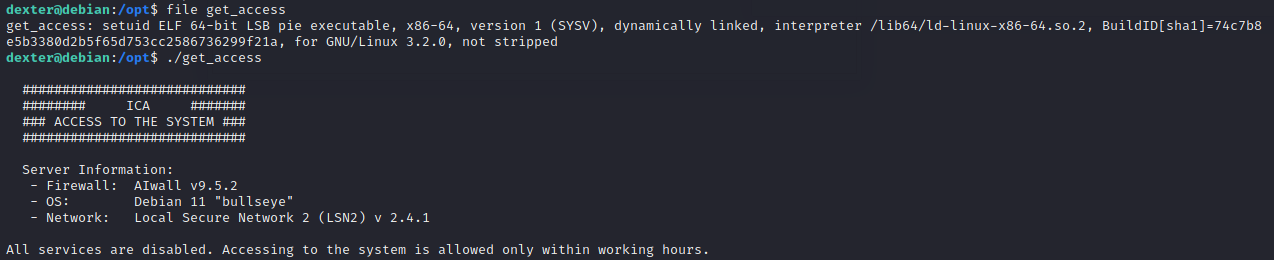 dexter@debian:/opt$ file get_access
get_access: setuid ELF 64-bit LSB pie executable, x86-64, version 1 (SYSV), dynamically linked, interpreter /lib64/ld-linux-x86-64.so.2, BuildID[sha1]=74c7b8
e5b3380d2b5f65d753cc2586736299f21a, for GNU/Linux 3.2.0, not stripped
dexter@debian:/opt$ ./get_access
############################
########     ICA     #######
### ACCESS TO THE SYSTEM ###
############################
Server Information:
- Firewall:  AIwall v9.5.2
- OS:        Debian 11 "bullseye"
- Network:   Local Secure Network 2 (LSN2) v 2.4.1
All services are disabled. Accessing to the system is allowed only within working hours.